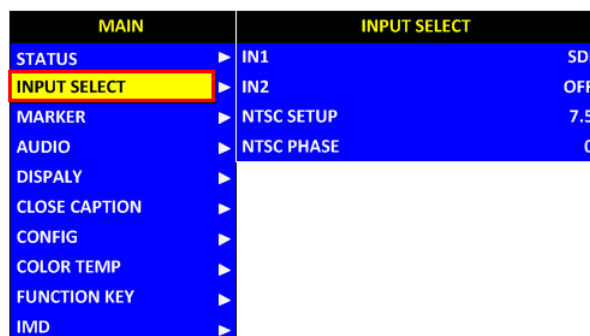 MAIN
INPUT SELECT
STATUS
IN1
SDI
INPUT SELECT
IN2
OFF
MARKER
NTSC SETUP
7.5
AUDIO
NTSC PHASE
0
DISPALY
CLOSE CAPTION
CONFIG
COLOR TEMP
FUNCTION KEY
IMD